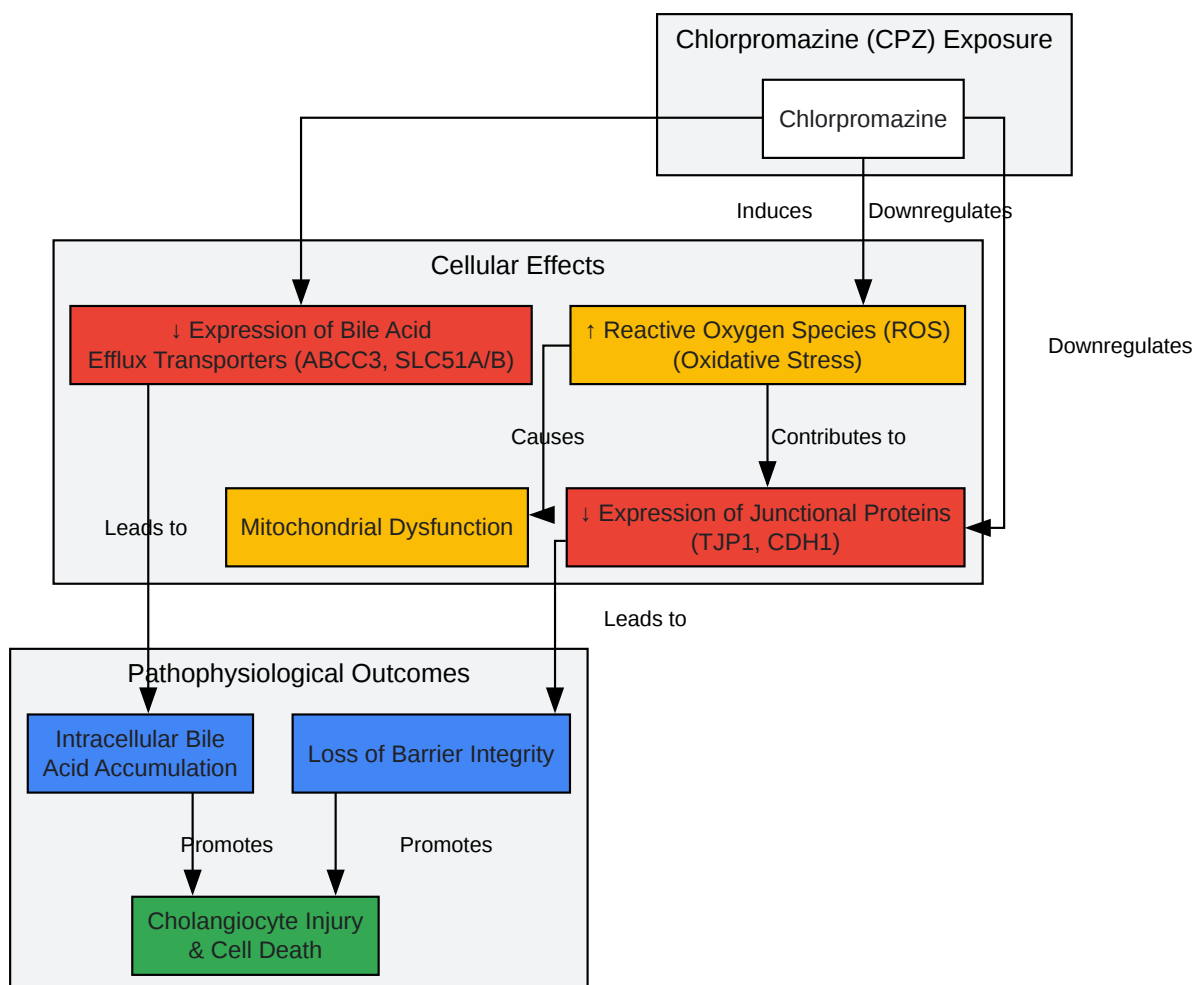 Chlorpromazine (CPZ) Exposure
Chlorpromazine
Induces
Downregulates
Cellular Effects
↓ Expression of Bile Acid
Efflux Transporters (ABCC3, SLC51A/B)
↑ Reactive Oxygen Species (ROS)
(Oxidative Stress)
Downregulates
Causes
Contributes to
Leads to
Mitochondrial Dysfunction
↓ Expression of Junctional Proteins
(TJP1, CDH1)
Leads to
Pathophysiological Outcomes
Intracellular Bile
Acid Accumulation
Loss of Barrier Integrity
Promotes
Promotes
Cholangiocyte Injury
& Cell Death